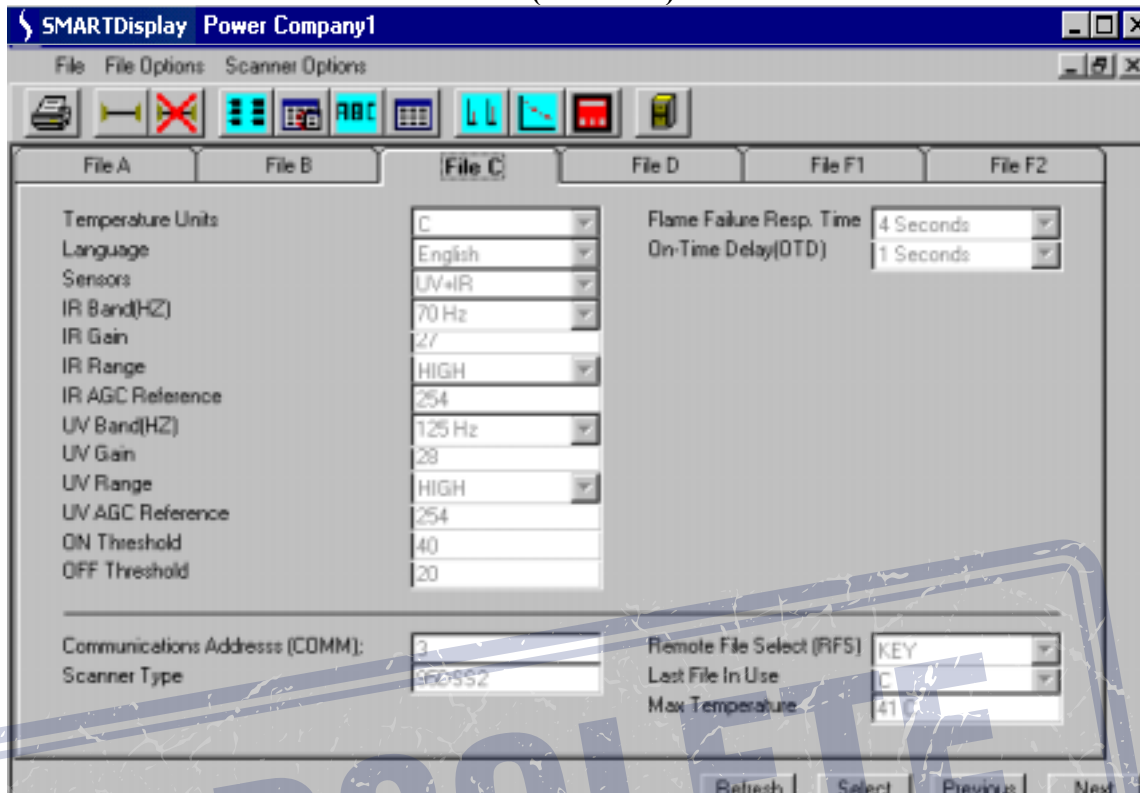 SMARTDisplay Power Company1
File File Options Scanner Options
ABC
File A File B File C File D File F1 File F2
Temperature Units C
Language English
Sensors UV+IR
IR Band(HZ) 70 Hz
IR Gain 27
IR Range HIGH
IR AGC Reference 254
UV Band(HZ) 125 Hz
UV Gain 28
UV Range HIGH
UV AGC Reference 254
ON Threshold 40
OFF Threshold 20
Flame Failure Resp. Time 4 Seconds
On-Time Delay(OTD) 1 Seconds
Communications Addresss (COMM); 3
Scanner Type
Remote File Select (RFS) KEY
Last File In Use C
Max Temperature 41 C
Refresh Select Previous Next
OBSOLETE